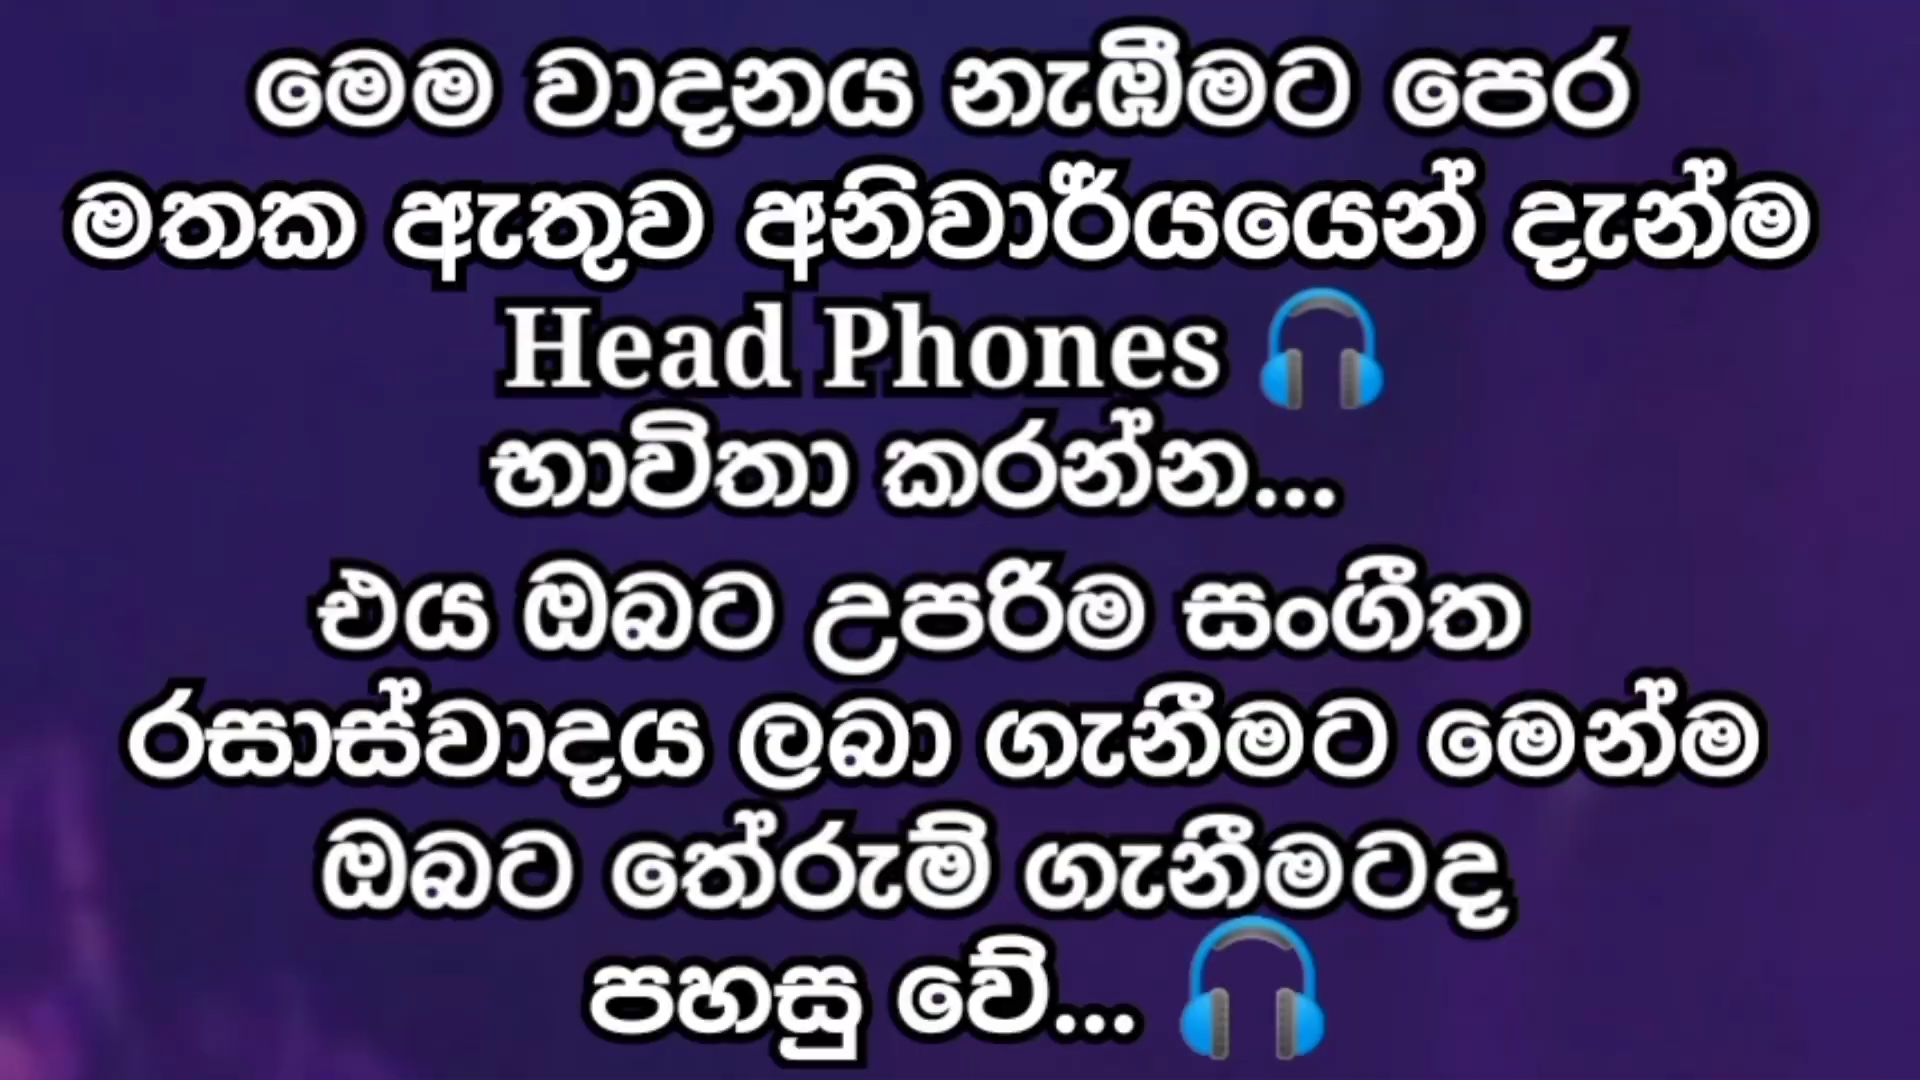 මෙම වාදනය නැඹීමට පෙර
මතක ඇතුව අනිවාර්යයෙන් දැන්ම
Head Phones 🎧
භාවිතා කරන්න...
එය ඔබට උපරිම සංගීත
රසාස්වාදය ලබා ගැනීමට මෙන්ම
ඔබට තේරුම් ගැනීමටද
පහසු වේ... 🎧